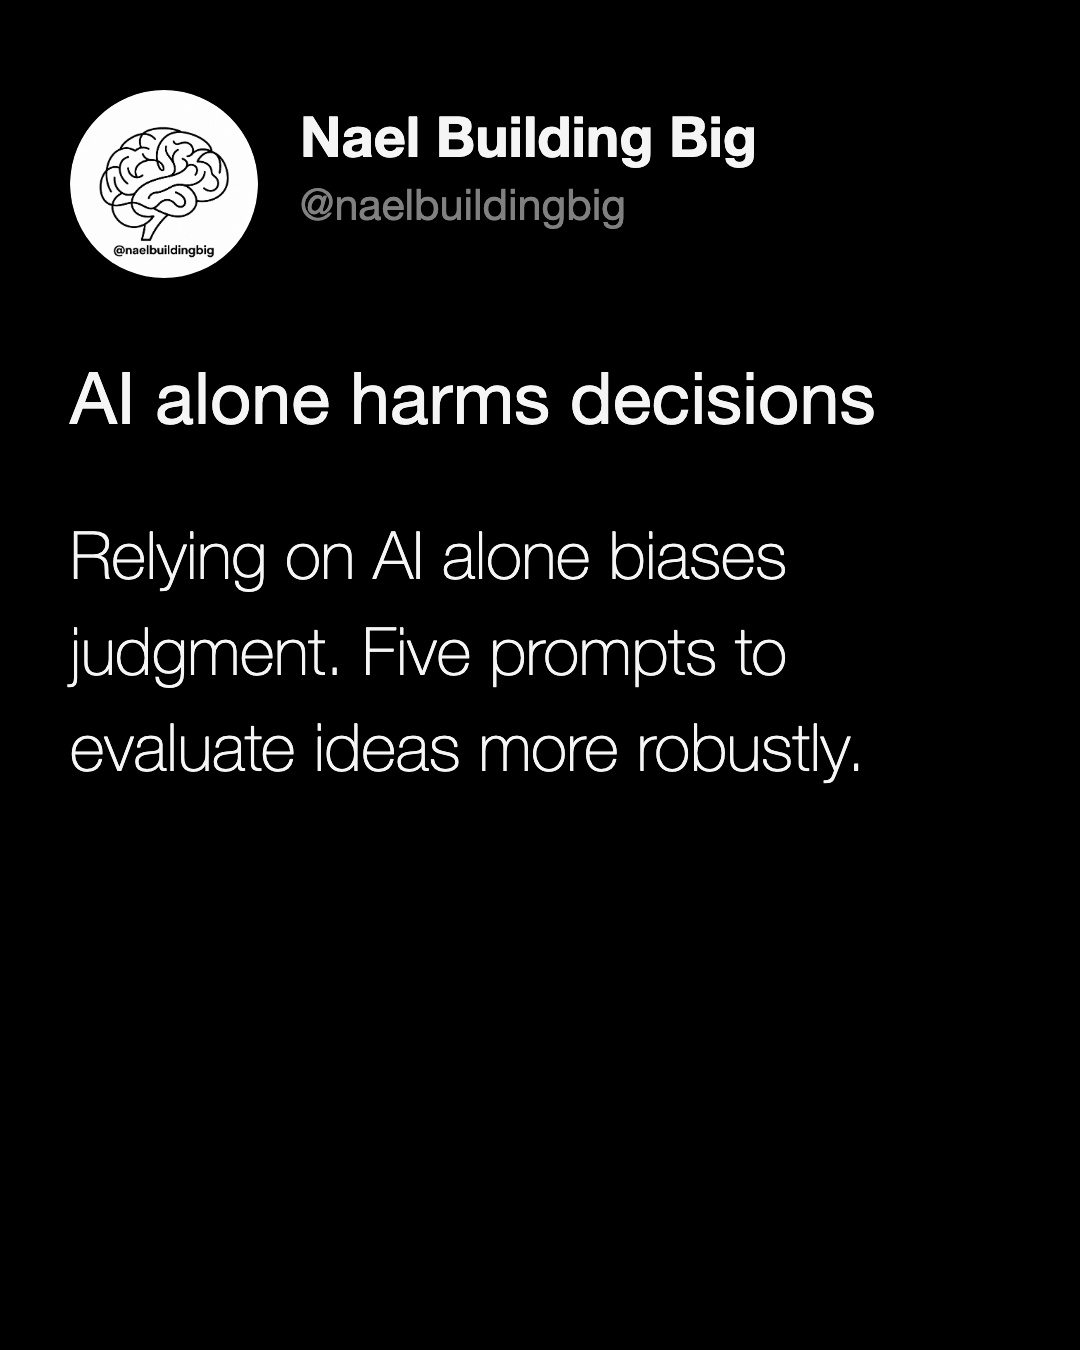 Nael Building Big
@naelbuildingbig
@naelbuildingbig
AI alone harms decisions
Relying on AI alone biases
judgment. Five prompts to
evaluate ideas more robustly.